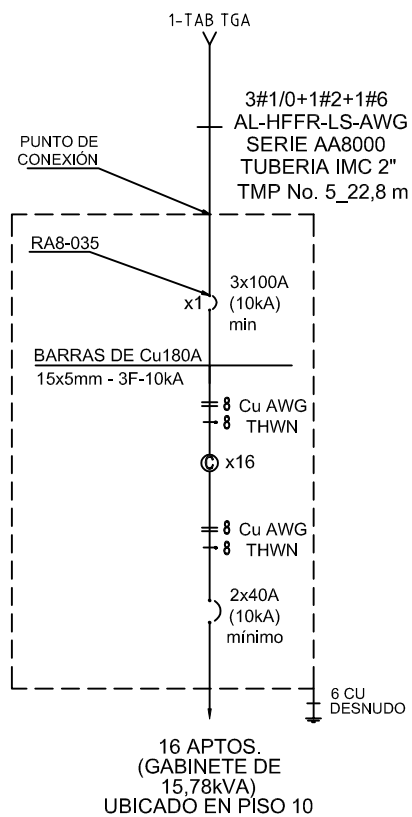 1-TAB TGA
3#1/0+1#2+1#6
AL-HFFR-LS-AWG
SERIE AA8000
TUBERIA IMC 2"
TMP No. 5_22,8 m
PUNTO DE
CONEXIÓN
RA8-035
x1
3x100A
(10kA)
min
BARRAS DE Cu180A
15x5mm - 3F-10kA
8 Cu AWG
8 THWN
C x16
8 Cu AWG
8 THWN
2x40A
(10kA)
mínimo
6 CU
DESNUDO
16 APTOS.
(GABINETE DE
15,78kVA)
UBICADO EN PISO 10